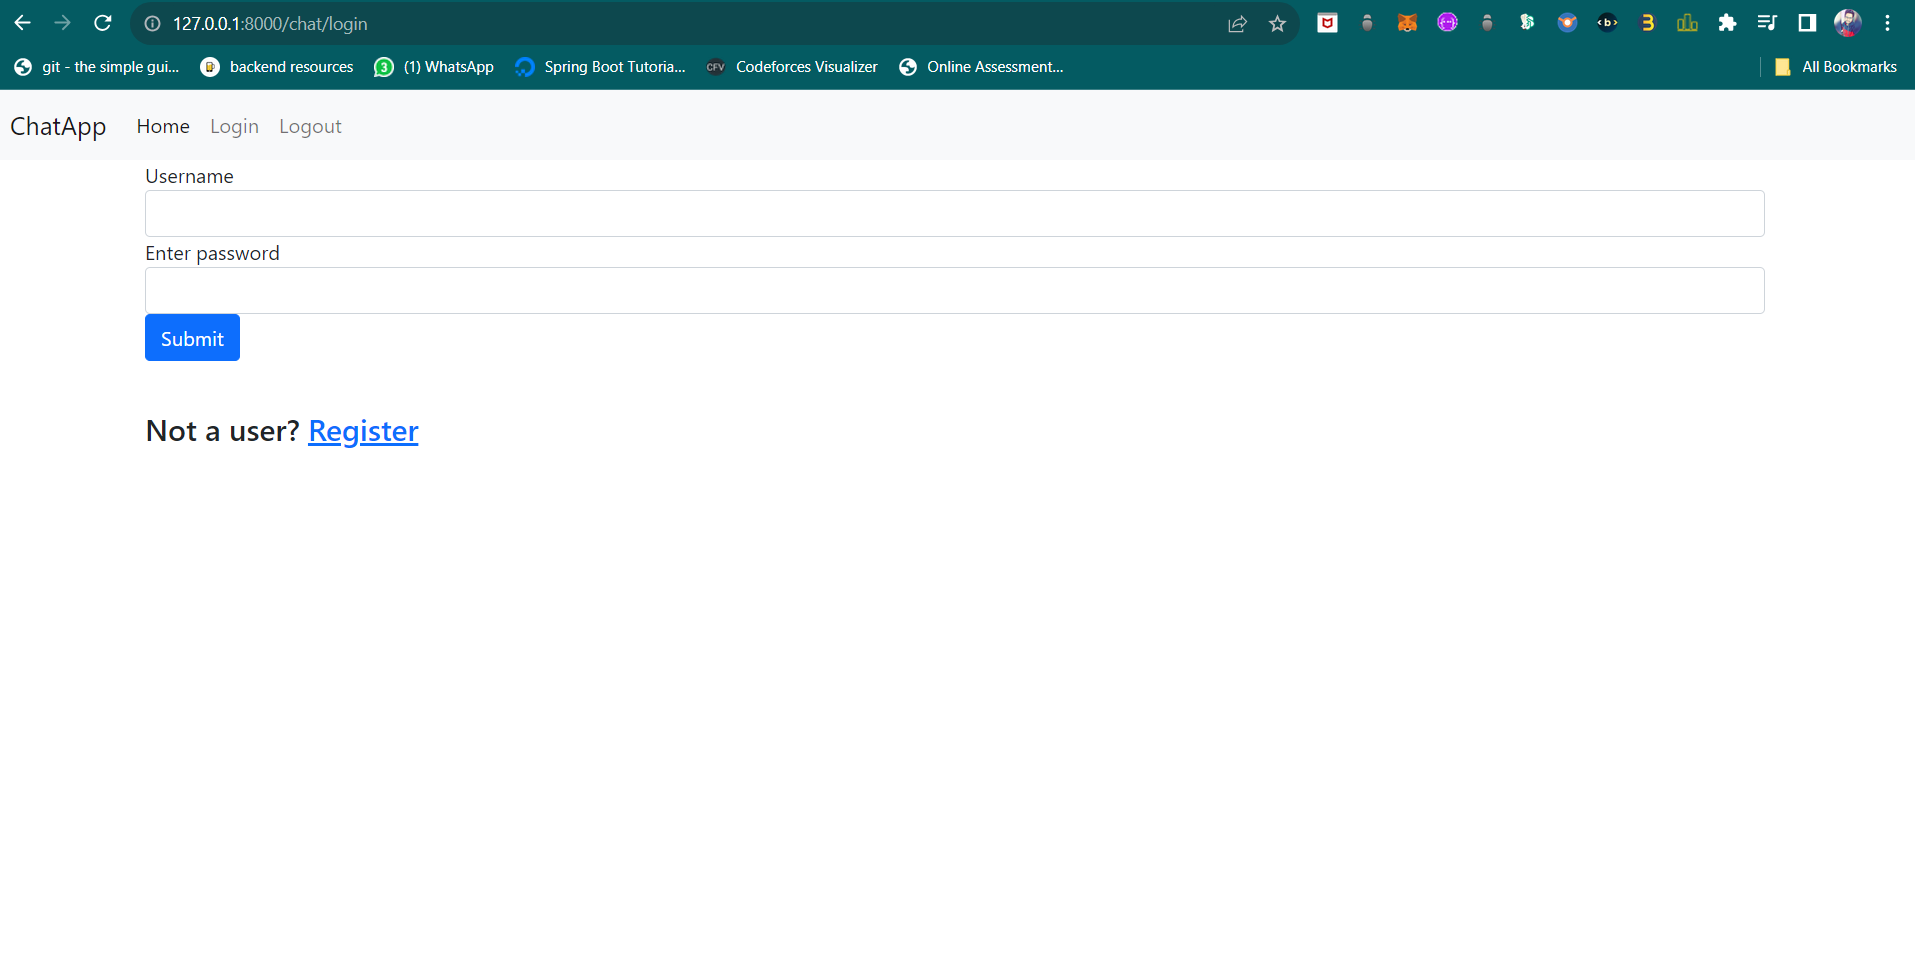 127.0.0.1:8000/chat/login
git - the simple gui... backend resources 3 (1) WhatsApp Spring Boot Tutoria... CFV Codeforces Visualizer Online Assessment... All Bookmarks
ChatApp Home Login Logout
Username
Enter password
Submit
Not a user? Register